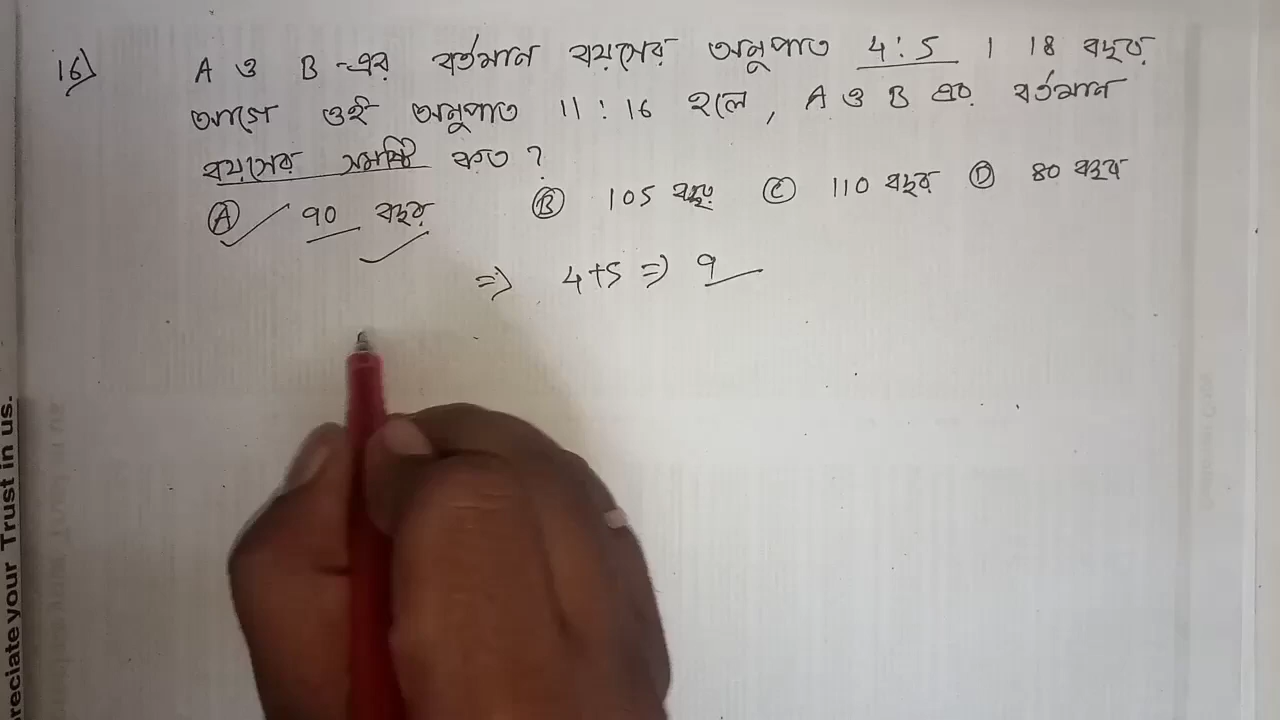 16) A ও B-এর বর্তমান বয়সের অনুপাত 4:5 । 18 বছর
আগে ওই অনুপাত 11:16 হলে, A ও B এর বর্তমান
বয়সের সমষ্টি কত ?
Ⓐ 90 বছর Ⓑ 105 বছর Ⓒ 110 বছর Ⓓ 80 বছর
=> 4+5 => 9
reciate your Trust in us.